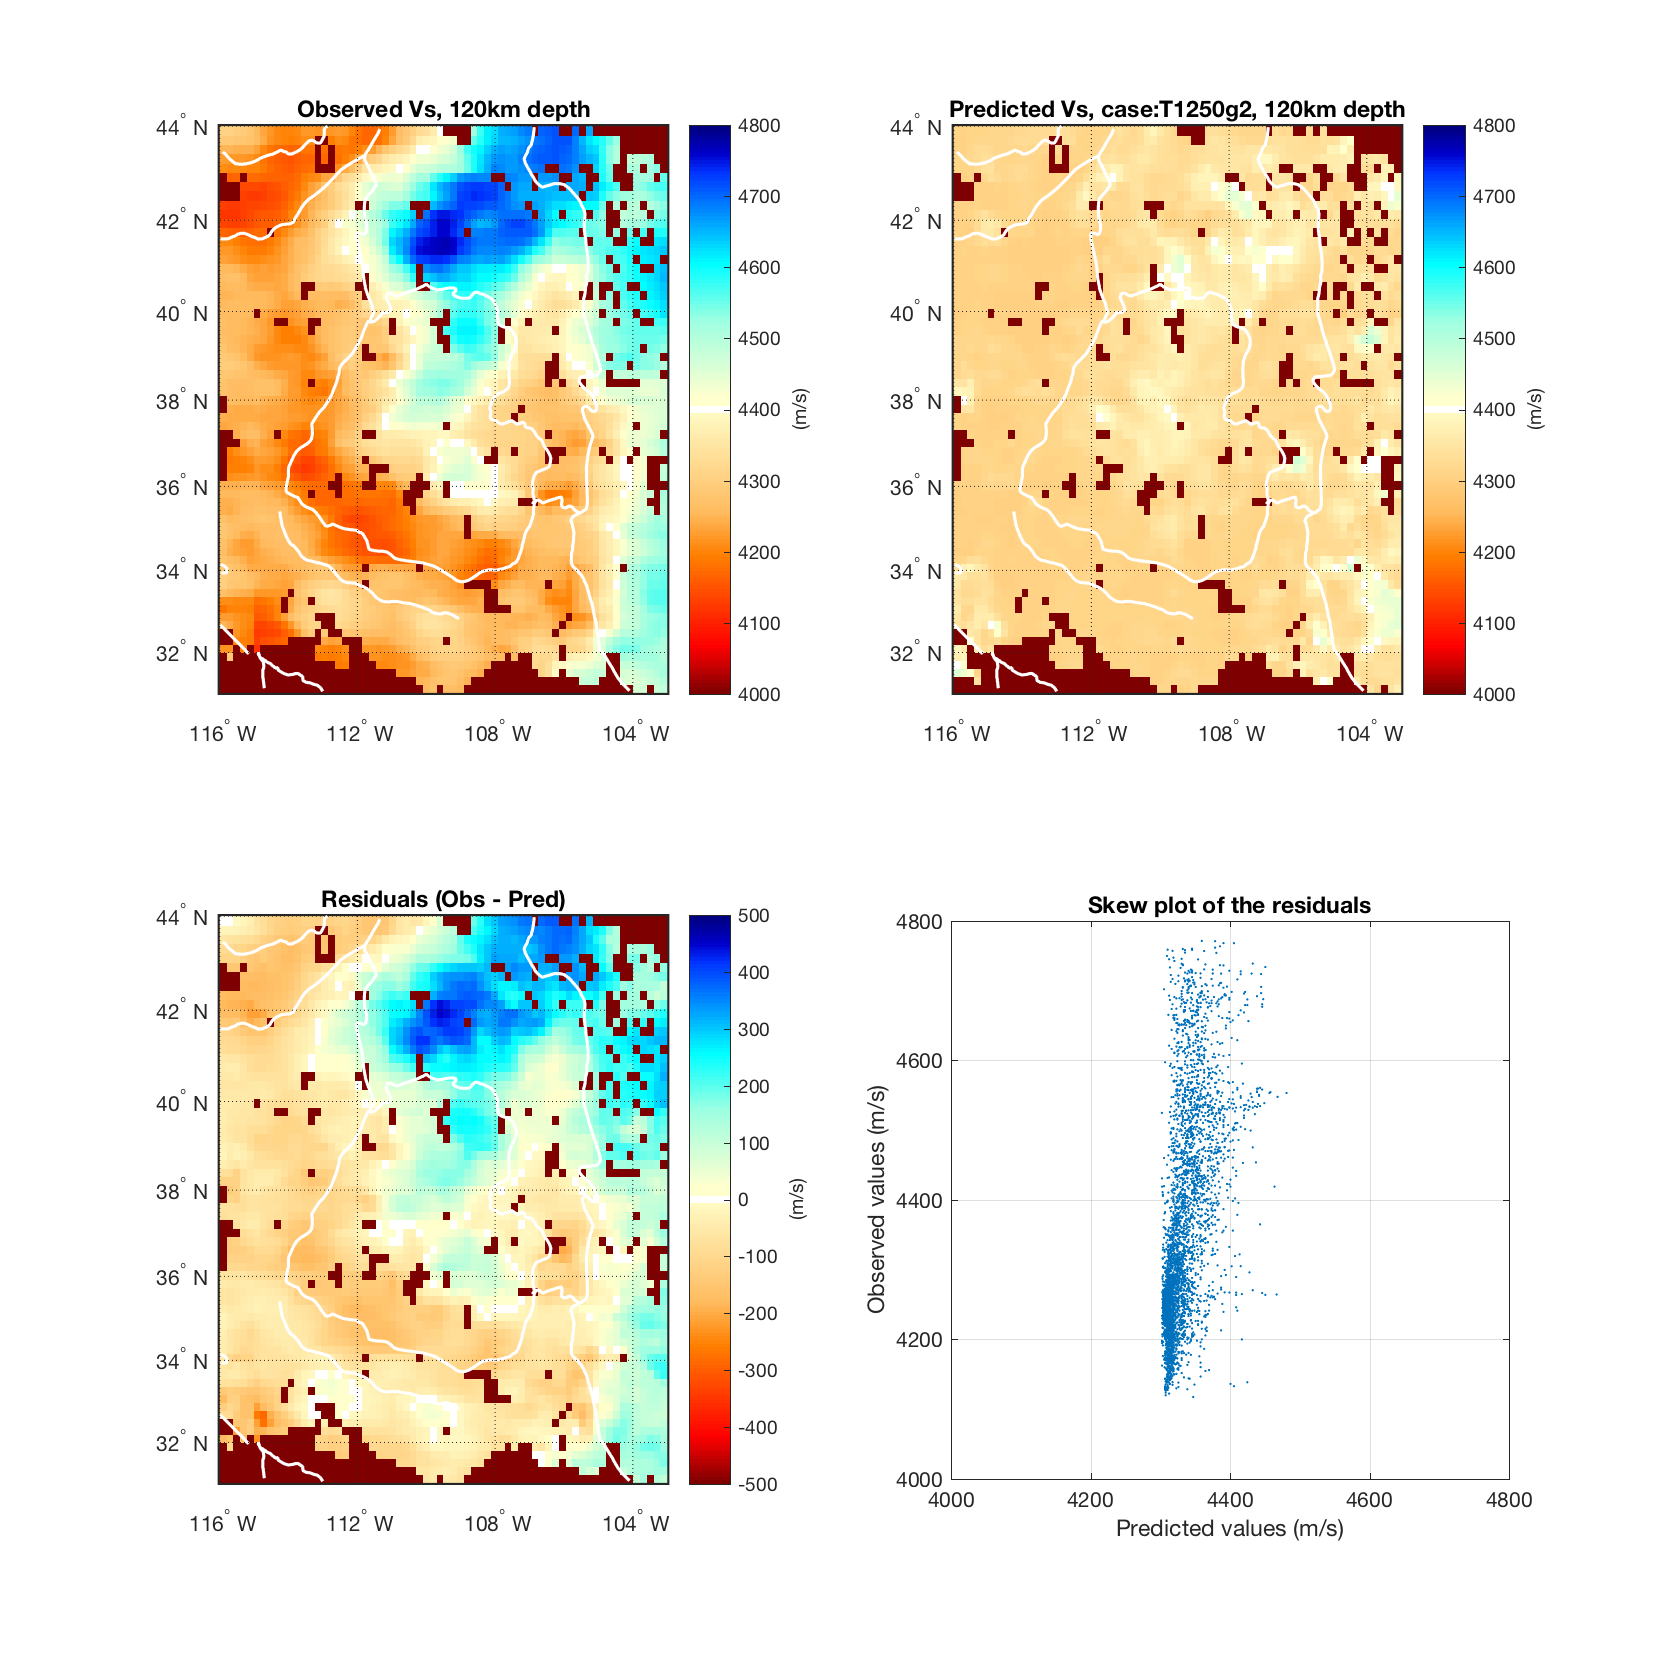 Observed Vs, 120km depth
44° N
42° N
40° N
38° N
36° N
34° N
32° N
116° W
112° W
108° W
104° W
4800
4700
4600
4500
4400
4300
4200
4100
4000
(m/s)
Predicted Vs, case:T1250g2, 120km depth
44° N
42° N
40° N
38° N
36° N
34° N
32° N
116° W
112° W
108° W
104° W
4800
4700
4600
4500
4400
4300
4200
4100
4000
(m/s)
Residuals (Obs - Pred)
44° N
42° N
40° N
38° N
36° N
34° N
32° N
116° W
112° W
108° W
104° W
500
400
300
200
100
0
-100
-200
-300
-400
-500
(m/s)
Skew plot of the residuals
4800
4600
4400
4200
4000
4000
4200
4400
4600
4800
Observed values (m/s)
Predicted values (m/s)